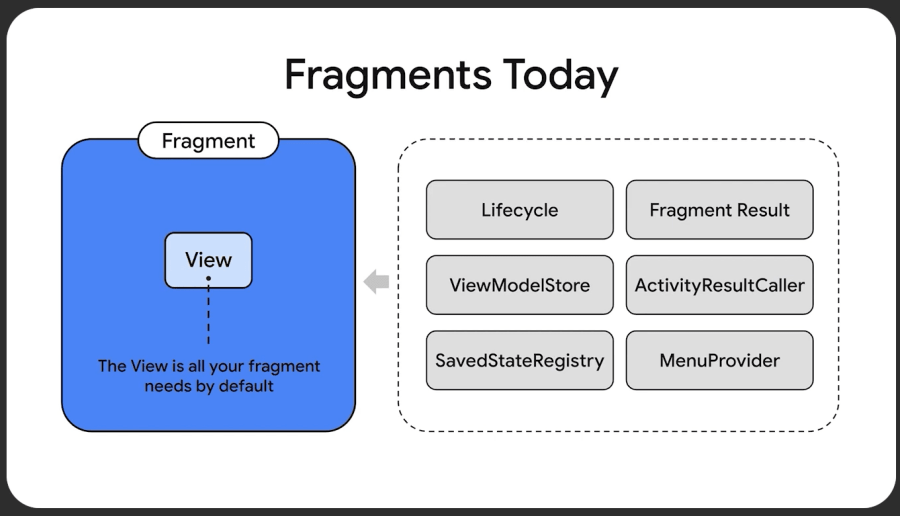 Fragments Today
Fragment
View
The View is all your fragment
needs by default
Lifecycle
Fragment Result
ViewModelStore
ActivityResultCaller
SavedStateRegistry
MenuProvider